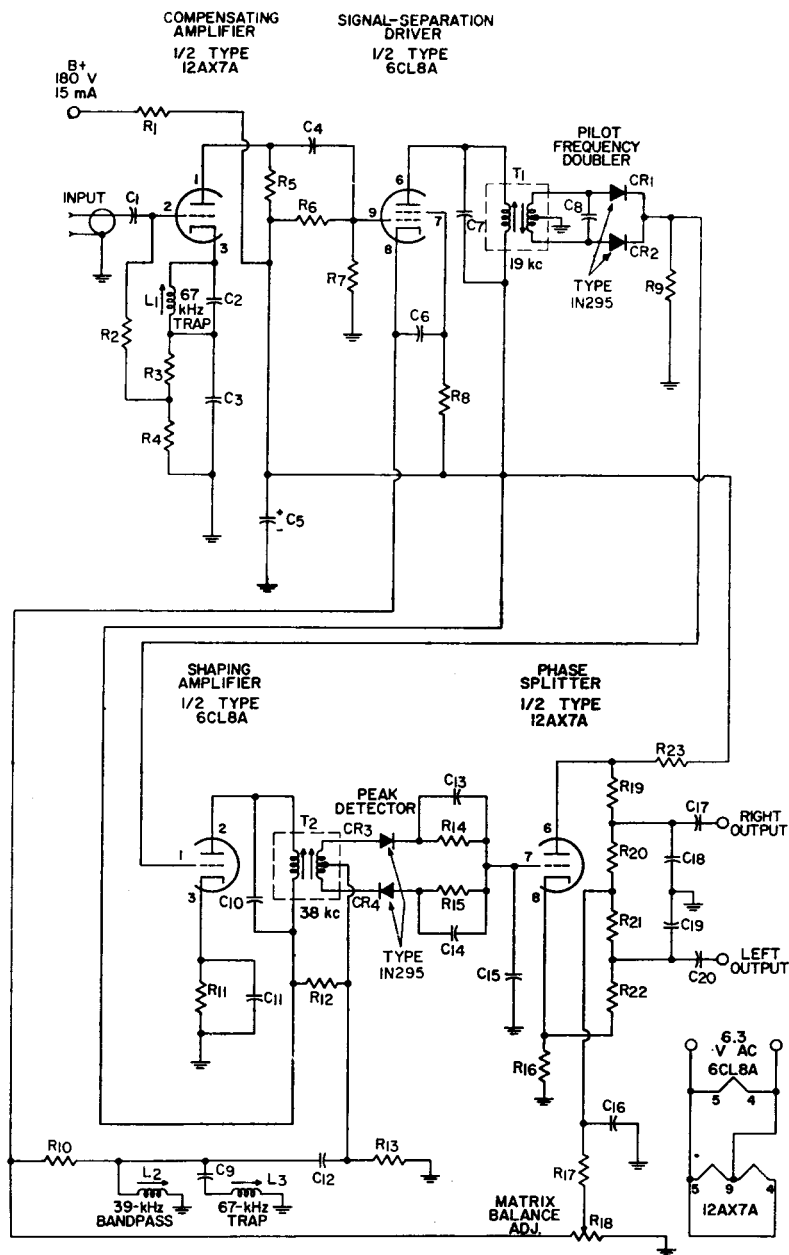 COMPENSATING
AMPLIFIER
1/2 TYPE
12AX7A
SIGNAL-SEPARATION
DRIVER
1/2 TYPE
6CL8A
B+
180 V
15 mA
R1
C4
PILOT
FREQUENCY
DOUBLER
INPUT
C1
1
2
3
R5
R6
6
9
7
8
C7
T1
19 kc
C8
CR1
CR2
TYPE
IN295
R9
L1
67
kHz
TRAP
C2
R7
C6
R2
R3
C3
R8
R4
+
C5
-
SHAPING
AMPLIFIER
1/2 TYPE
6CL8A
PHASE
SPLITTER
1/2 TYPE
12AX7A
R23
C13
R19
PEAK
DETECTOR
C17
RIGHT
OUTPUT
2
T2
CR3
R14
6
1
7
R20
C18
3
8
C10
38 kc
CR4
R15
R21
C19
C14
LEFT
OUTPUT
C20
TYPE
IN295
C15
R22
R11
C11
R12
6.3
V AC
6CL8A
5 4
R16
C16
R10
C12
R13
C9
L2
L3
39-kHz
BANDPASS
67-kHz
TRAP
R17
5 9 4
12AX7A
MATRIX
BALANCE
ADJ.
R18